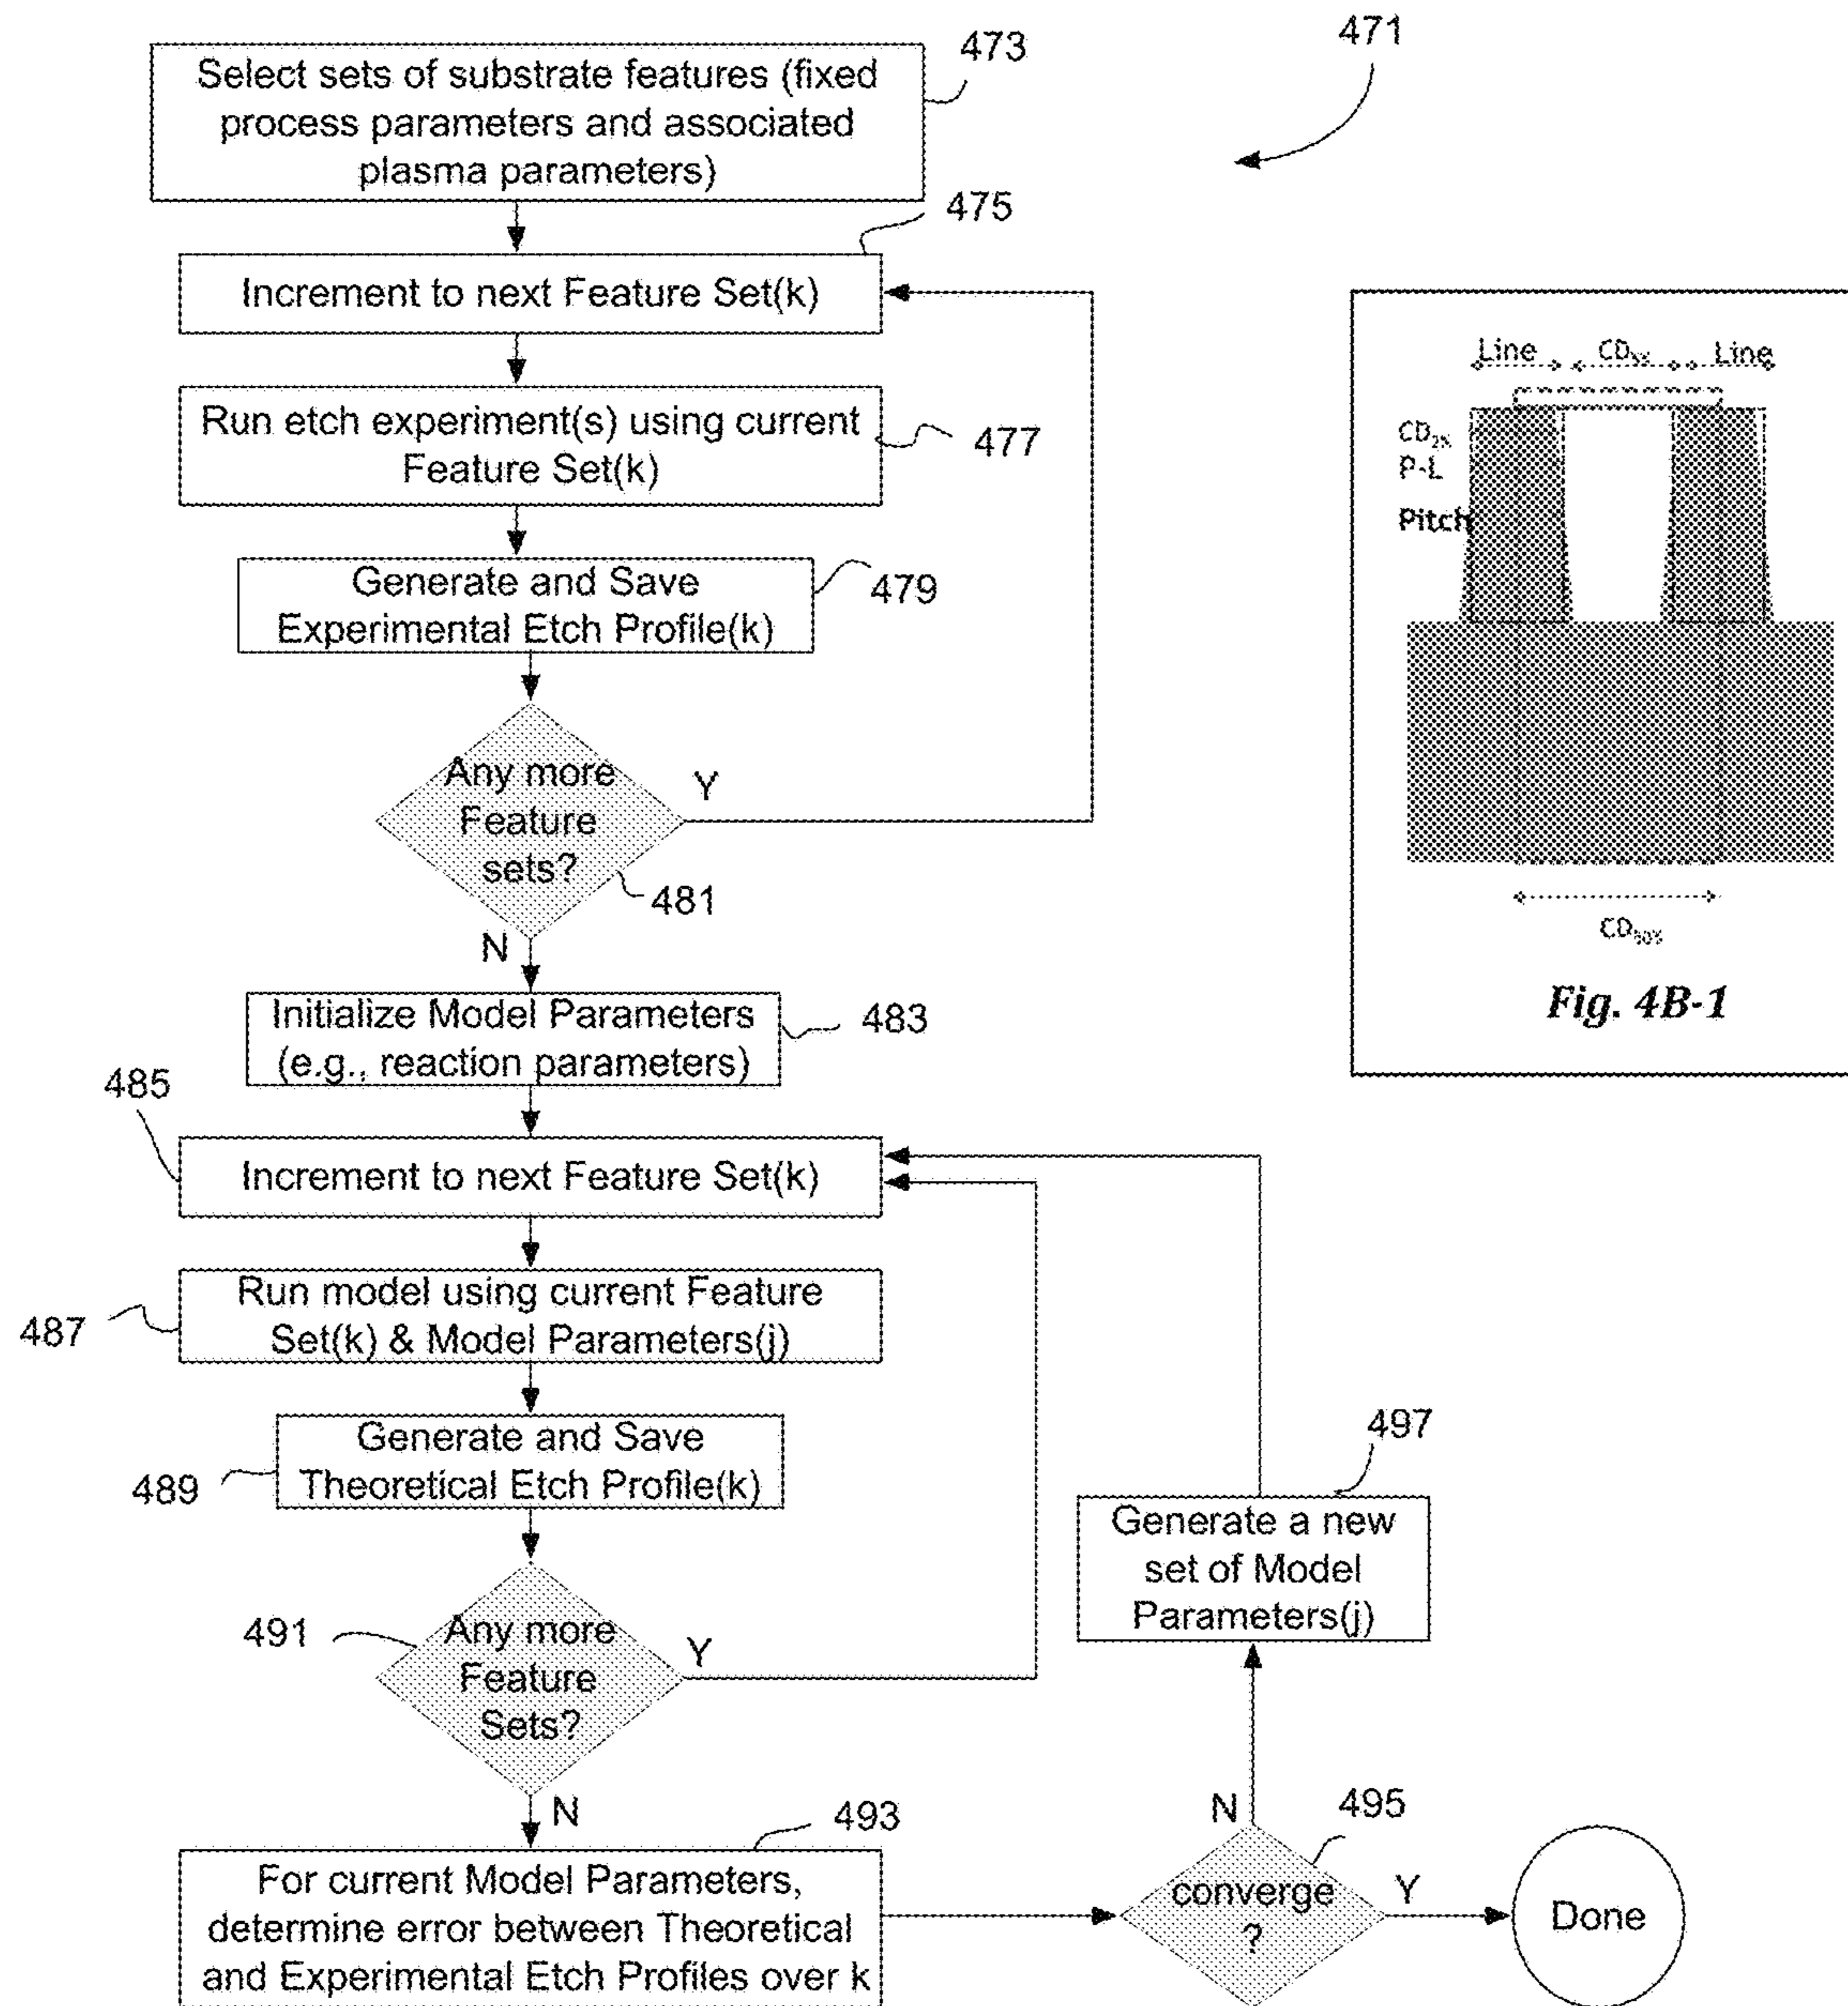 471
473
Select sets of substrate features (fixed
process parameters and associated
plasma parameters)
475
Increment to next Feature Set(k)
Run etch experiment(s) using current
Feature Set(k)
477
Generate and Save
Experimental Etch Profile(k)
479
Any more
Feature
sets?
Y
481
N
Initialize Model Parameters
(e.g., reaction parameters)
483
485
Increment to next Feature Set(k)
Run model using current Feature
Set(k) & Model Parameters(j)
487
Generate and Save
Theoretical Etch Profile(k)
489
491
Any more
Feature
Sets?
Y
N
493
For current Model Parameters,
determine error between Theoretical
and Experimental Etch Profiles over k
495
converge
?
N
Y
Done
497
Generate a new
set of Model
Parameters(j)
Line
Line
P-L
Pitch
Fig. 4B-1